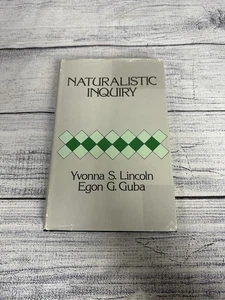 NATURALISTIC
INQUIRY
Yvonna S. Lincoln
Egon G. Guba